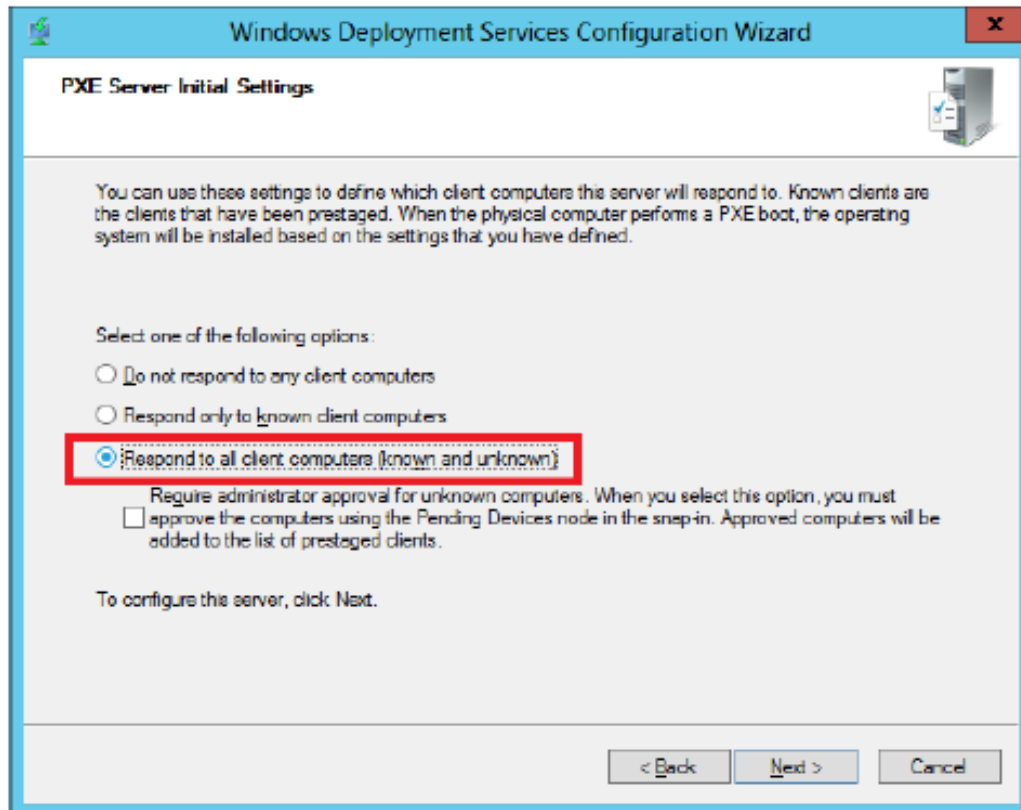 Windows Deployment Services Configuration Wizard
x
PXE Server Initial Settings
You can use these settings to define which client computers this server will respond to. Known clients are
the clients that have been prestaged. When the physical computer performs a PXE boot, the operating
system will be installed based on the settings that you have defined.
Select one of the following options:
Do not respond to any client computers
Respond only to known client computers
Respond to all client computers (known and unknown)
Require administrator approval for unknown computers. When you select this option, you must
approve the computers using the Pending Devices node in the snap-in. Approved computers will be
added to the list of prestaged clients.
To configure this server, click Next.
< Back Next > Cancel